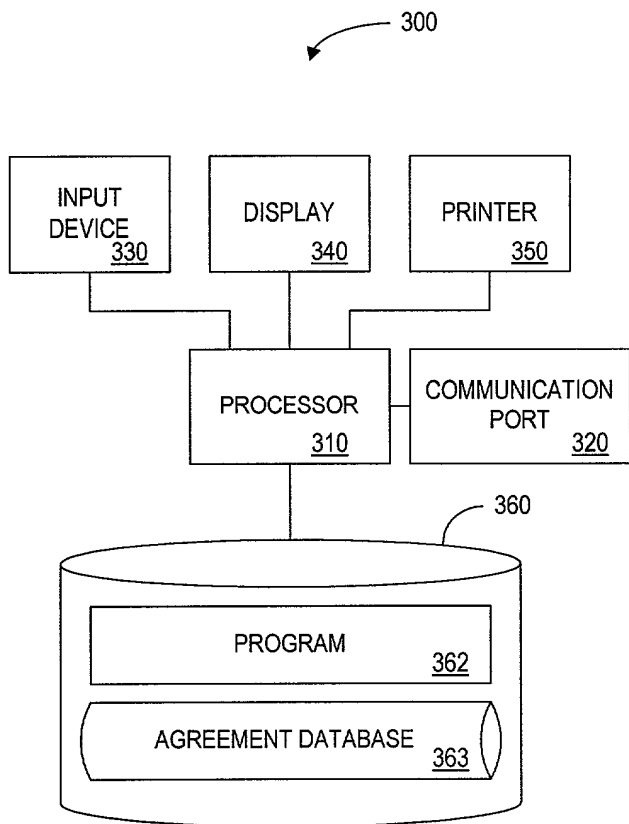 300
INPUT
DEVICE
330
DISPLAY
340
PRINTER
350
PROCESSOR
310
COMMUNICATION
PORT
320
360
PROGRAM
362
AGREEMENT DATABASE
363